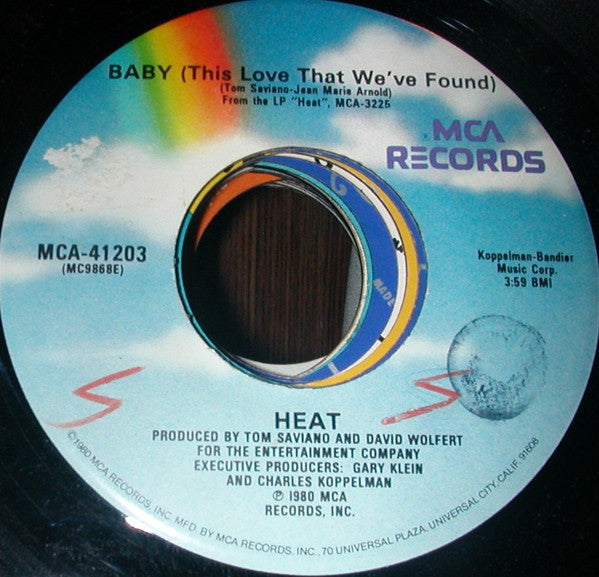 BABY (This Love That We've Found)
(Tom Saviano-Jean Marie Arnold)
From the LP "Heat", MCA-3225
MCA
RECORDS
MCA-41203
(MC9868E)
Koppelman-Bandier
Music Corp.
3:59 BMI
MADE
S
S
HEAT
PRODUCED BY TOM SAVIANO AND DAVID WOLFERT
FOR THE ENTERTAINMENT COMPANY
EXECUTIVE PRODUCERS: GARY KLEIN
AND CHARLES KOPPELMAN
℗ 1980 MCA
RECORDS, INC.
©1980 MCA RECORDS, INC. MFD. BY MCA RECORDS, INC., 70 UNIVERSAL PLAZA, UNIVERSAL CITY, CALIF. 91608